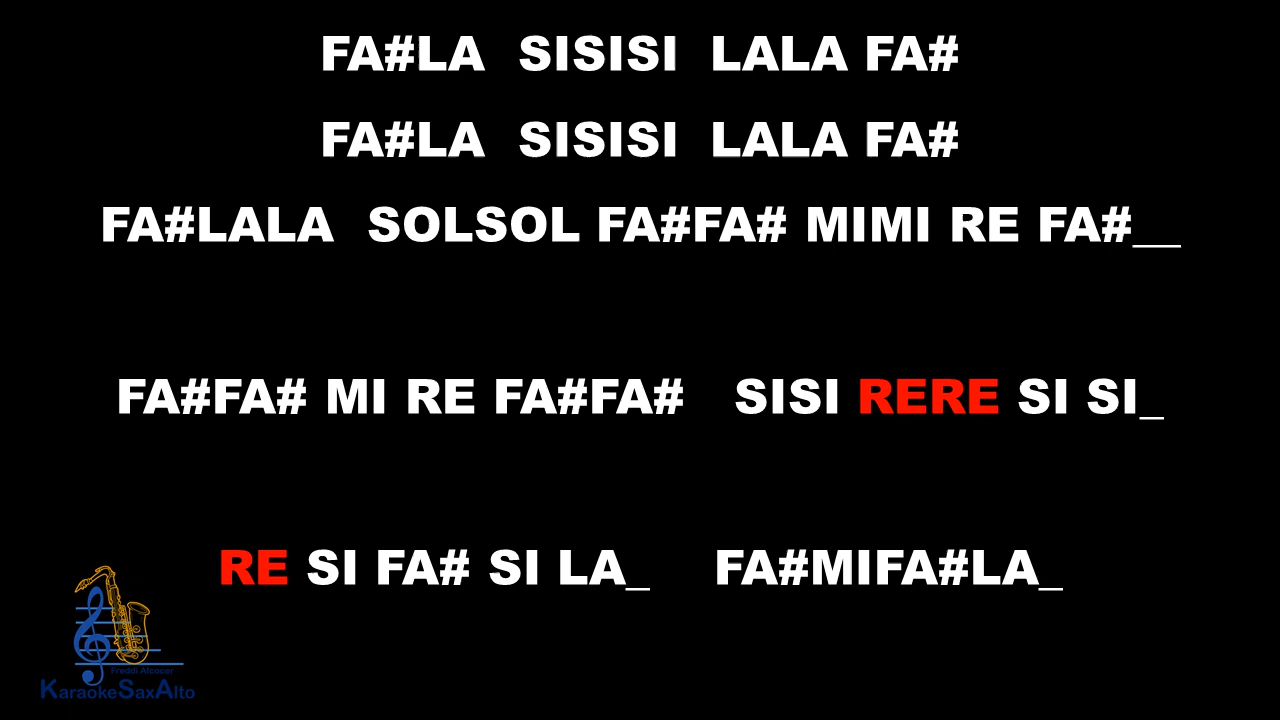 FA#LA  SISISI  LALA FA#
FA#LA  SISISI  LALA FA#
FA#LALA  SOLSOL FA#FA# MIMI RE FA#__
FA#FA# MI RE FA#FA#   SISI RERE SI SI_
RE SI FA# SI LA_    FA#MIFA#LA_
Freddi Alcocer
KaraokeSaxAlto